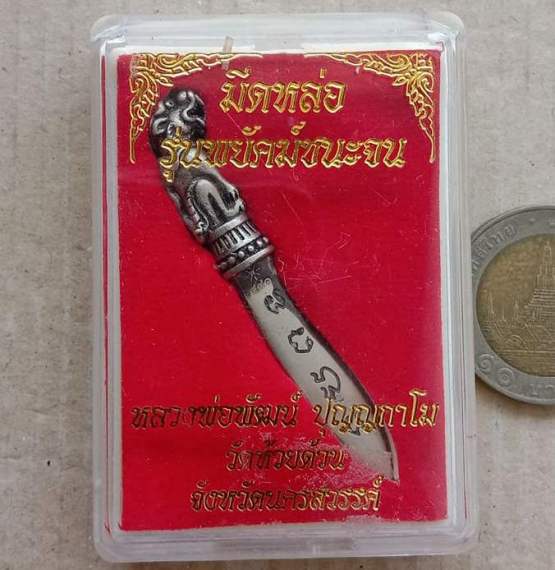 มีดหล่อ
รุ่นพยัคฆ์ชนะจน
หลวงพ่อพัฒน์ ปุญญกาโม
วัดห้วยด้วน
จังหวัดนครสวรรค์